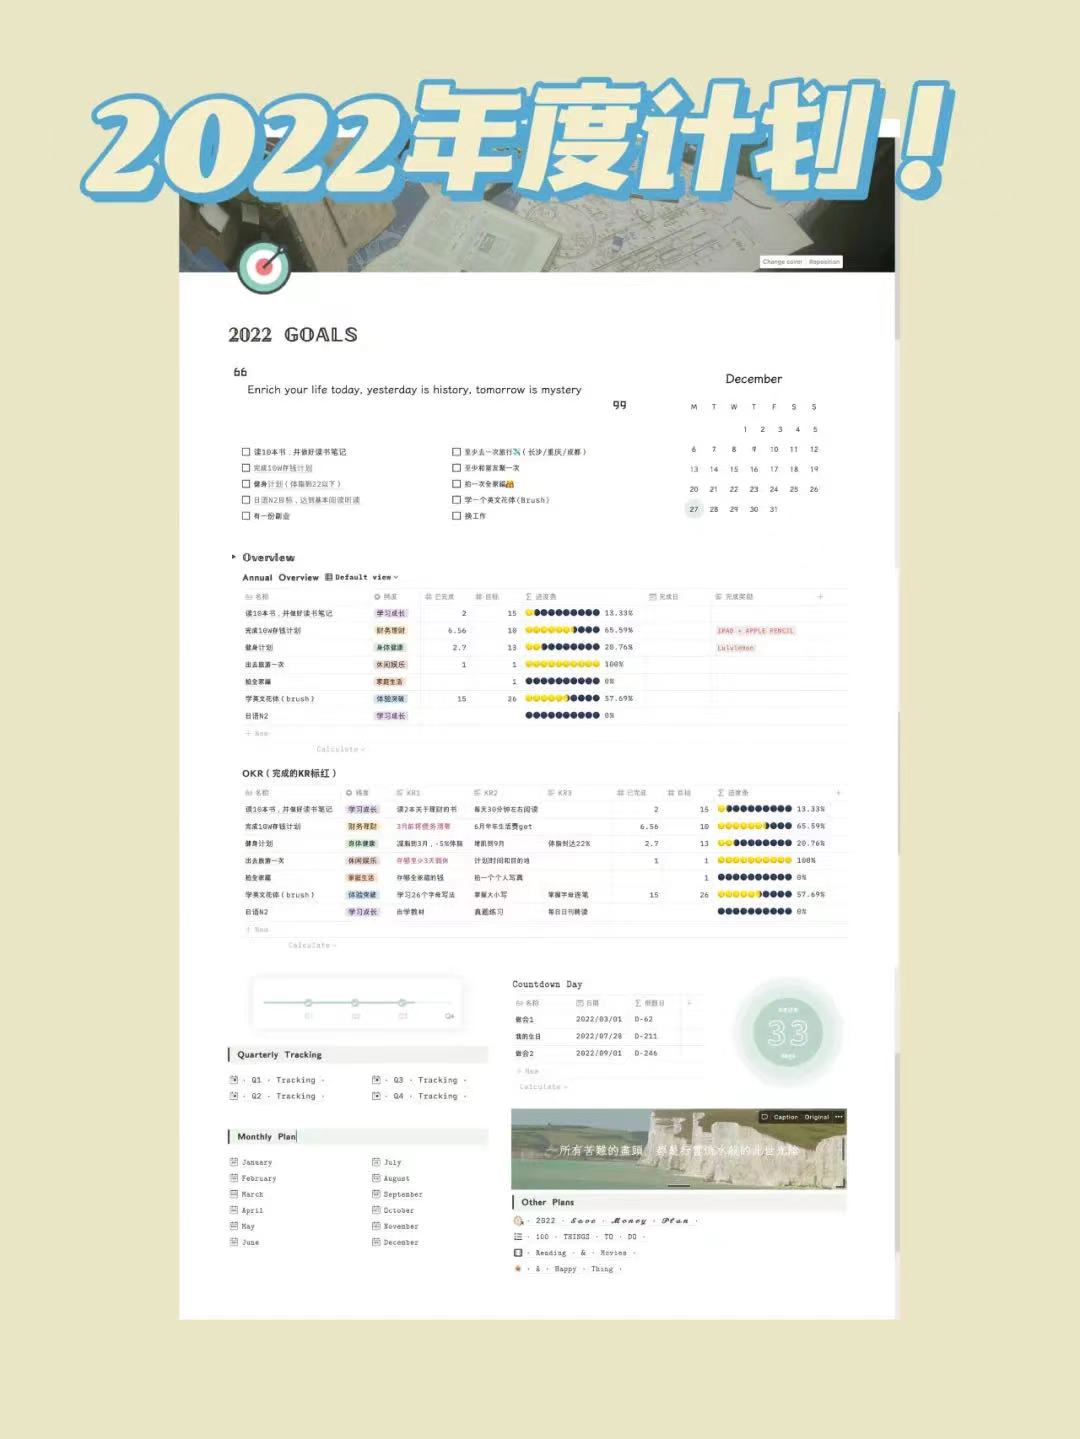 2022年度计划！
Change cover Reposition
2022 GOALS
Enrich your life today, yesterday is history, tomorrow is mystery
December
M T W T F S S
1 2 3 4 5
6 7 8 9 10 11 12
13 14 15 16 17 18 19
20 21 22 23 24 25 26
27 28 29 30 31
读10本书，并做好读书笔记
完成10W存钱计划
健身计划（体脂到22以下）
日语N2目标，达到基本阅读听读
有一份副业
至少去一次旅行（长沙/重庆/成都）
至少和室友聚一次
拍一次全家福
学一个英文花体(Brush)
换工作
Overview
Annual Overview Default view
名称 纬度 已完成 目标 进度条 完成日 完成奖励
读10本书，并做好读书笔记 学习成长 2 15 13.33%
完成10W存钱计划 财务理财 6.56 10 65.59% IPAD + APPLE PENCIL
健身计划 身体健康 2.7 13 20.76% Lululemon
出去旅游一次 休闲娱乐 1 1 100%
拍全家福 家庭生活 1 0%
学英文花体（brush） 体验突破 15 26 57.69%
日语N2 学习成长 0%
+ New
Calculate
OKR（完成的KR标红）
名称 纬度 KR1 KR2 KR3 已完成 目标 进度条
读10本书，并做好读书笔记 学习成长 读2本关于理财的书 每天30分钟左右阅读 2 15 13.33%
完成10W存钱计划 财务理财 3月前将债务清零 6月半年生活费get 6.56 10 65.59%
健身计划 身体健康 减脂到3月，-5%体脂 增肌到9月 体脂到达22% 2.7 13 20.76%
出去旅游一次 休闲娱乐 存够至少3天调休 计划时间和目的地 1 1 100%
拍全家福 家庭生活 存够全家福的钱 拍一个个人写真 1 0%
学英文花体（brush） 体验突破 学习26个字母写法 掌握大小写 掌握字母连笔 15 26 57.69%
日语N2 学习成长 自学教材 真题练习 每日日刊精读 0%
+ New
Calculate
Q1 Q2 Q3 Q4
Quarterly Tracking
· Q1 · Tracking ·
· Q2 · Tracking ·
· Q3 · Tracking ·
· Q4 · Tracking ·
Monthly Plan
January
February
March
April
May
June
July
August
September
October
November
December
Countdown Day
名称 日期 倒数日
做会1 2022/03/01 D-62
我的生日 2022/07/28 D-211
做会2 2022/09/01 D-246
+ New
Calculate
33
Caption Original
所有苦難的盡頭
Other Plans
· 2022 · Save · Money · Plan ·
· 100 · THINGS · TO · DO ·
· Reading · & · Movies ·
· & · Happy · Thing ·